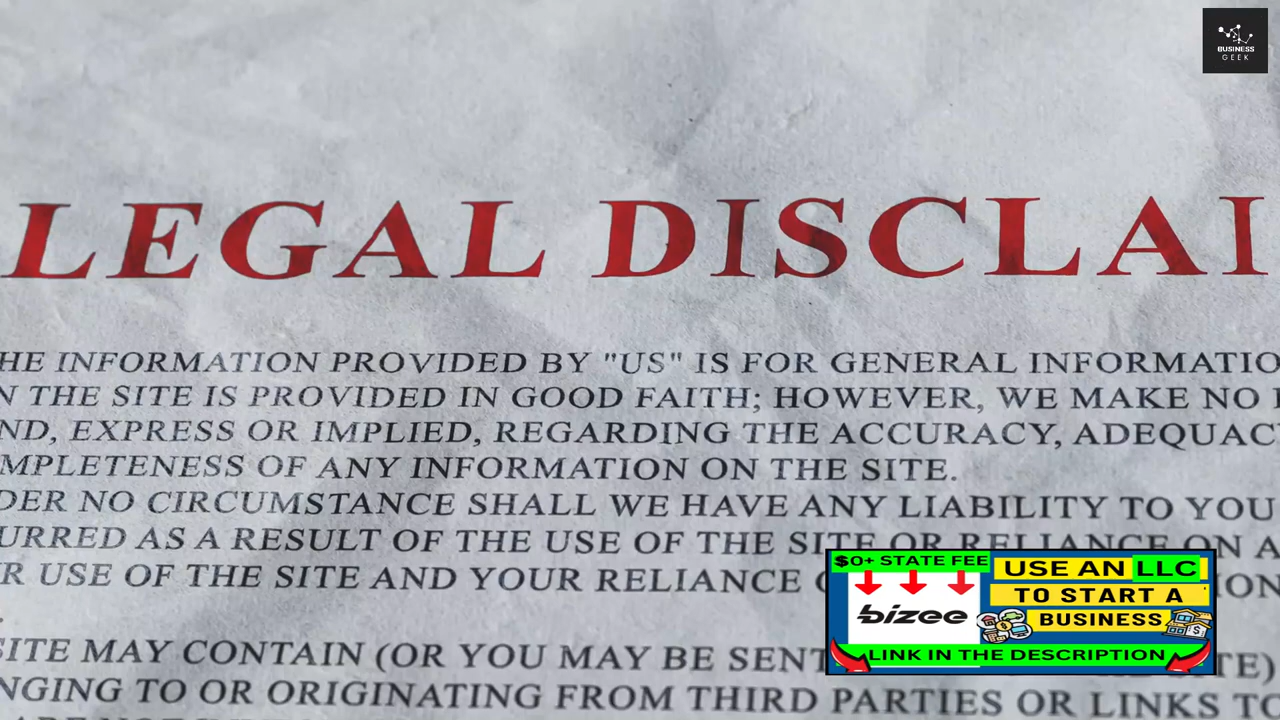 BUSINESS
GEEK
LEGAL DISCLAI
HE INFORMATION PROVIDED BY "US" IS FOR GENERAL INFORMATIO
N THE SITE IS PROVIDED IN GOOD FAITH; HOWEVER, WE MAKE NO
ND, EXPRESS OR IMPLIED, REGARDING THE ACCURACY, ADEQUACY
MPLETENESS OF ANY INFORMATION ON THE SITE.
DER NO CIRCUMSTANCE SHALL WE HAVE ANY LIABILITY TO YOU
URRED AS A RESULT OF THE USE OF THE SITE OR RELIANCE ON A
R USE OF THE SITE AND YOUR RELIANCE
SITE MAY CONTAIN (OR YOU MAY BE SENT
NGING TO OR ORIGINATING FROM THIRD PARTIES OR LINKS TO
$0+ STATE FEE
bizee
USE AN LLC
TO START A
BUSINESS
LINK IN THE DESCRIPTION